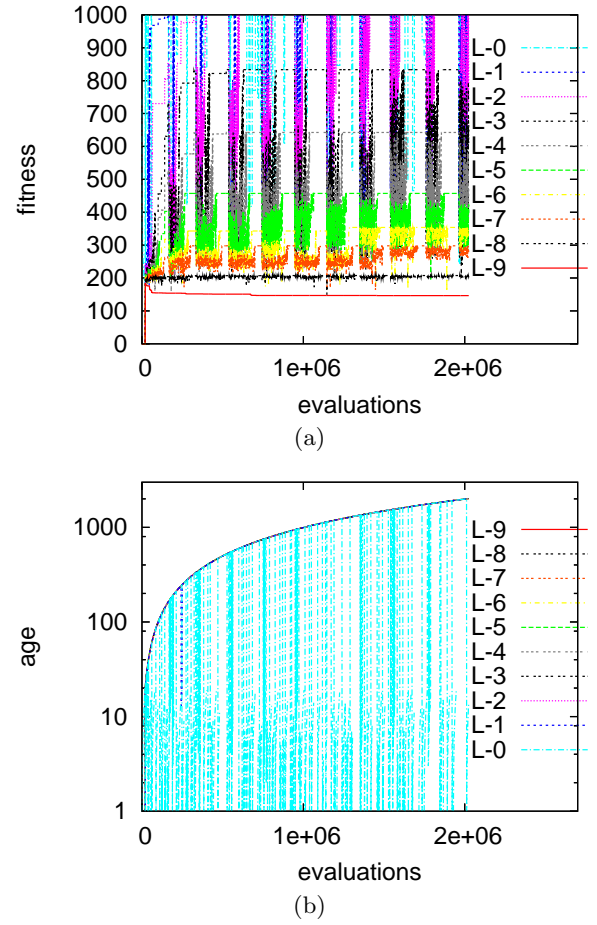 1000
900
800
700
600
500
400
300
200
100
0
fitness
0
1e+06
2e+06
evaluations
L-0
L-1
L-2
L-3
L-4
L-5
L-6
L-7
L-8
L-9
(a)
1000
100
10
1
age
0
1e+06
2e+06
evaluations
L-9
L-8
L-7
L-6
L-5
L-4
L-3
L-2
L-1
L-0
(b)